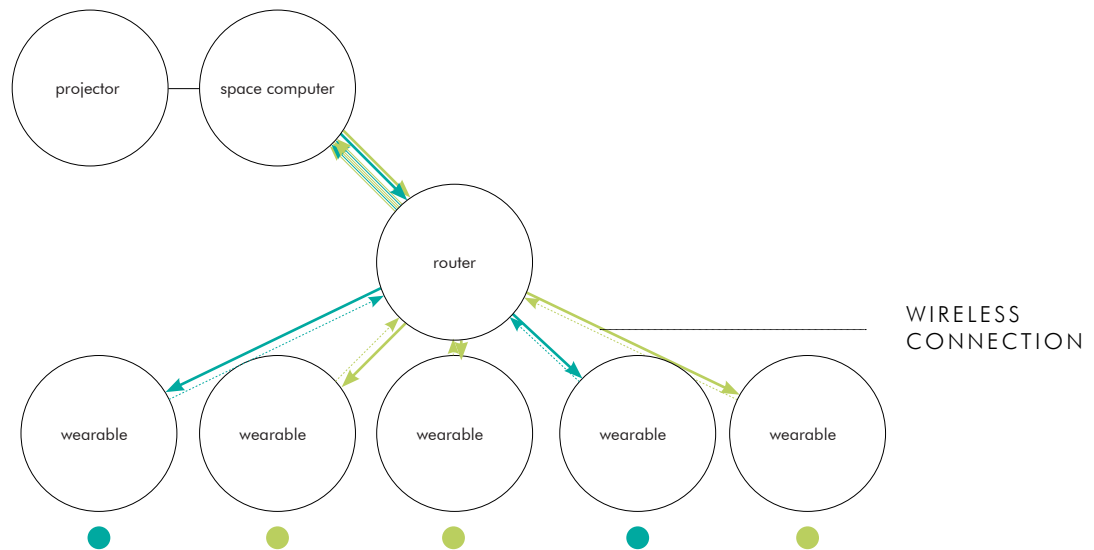 projector
space computer
router
WIRELESS
CONNECTION
wearable
wearable
wearable
wearable
wearable